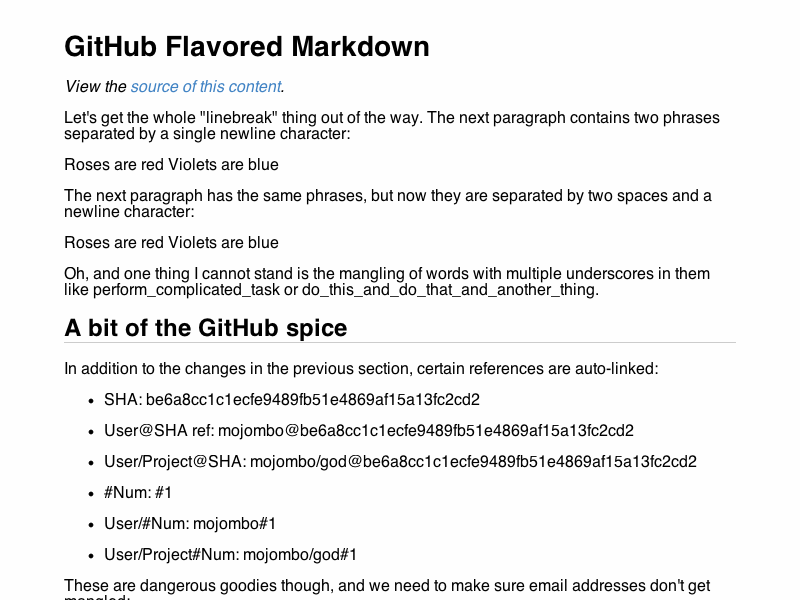 GitHub Flavored Markdown
View the source of this content.
Let's get the whole "linebreak" thing out of the way. The next paragraph contains two phrases
separated by a single newline character:
Roses are red Violets are blue
The next paragraph has the same phrases, but now they are separated by two spaces and a
newline character:
Roses are red Violets are blue
Oh, and one thing I cannot stand is the mangling of words with multiple underscores in them
like perform_complicated_task or do_this_and_do_that_and_another_thing.
A bit of the GitHub spice
In addition to the changes in the previous section, certain references are auto-linked:
• SHA: be6a8cc1c1ecfe9489fb51e4869af15a13fc2cd2
• User@SHA ref: mojombo@be6a8cc1c1ecfe9489fb51e4869af15a13fc2cd2
• User/Project@SHA: mojombo/god@be6a8cc1c1ecfe9489fb51e4869af15a13fc2cd2
• #Num: #1
• User/#Num: mojombo#1
• User/Project#Num: mojombo/god#1
These are dangerous goodies though, and we need to make sure email addresses don't get
mangled: